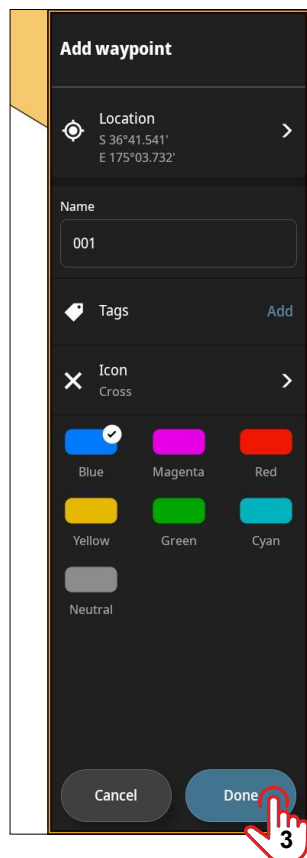 Add waypoint
Location
S 36°41.541'
E 175°03.732'
Name
001
Tags Add
Icon
Cross
Blue Magenta Red
Yellow Green Cyan
Neutral
Cancel Done
3